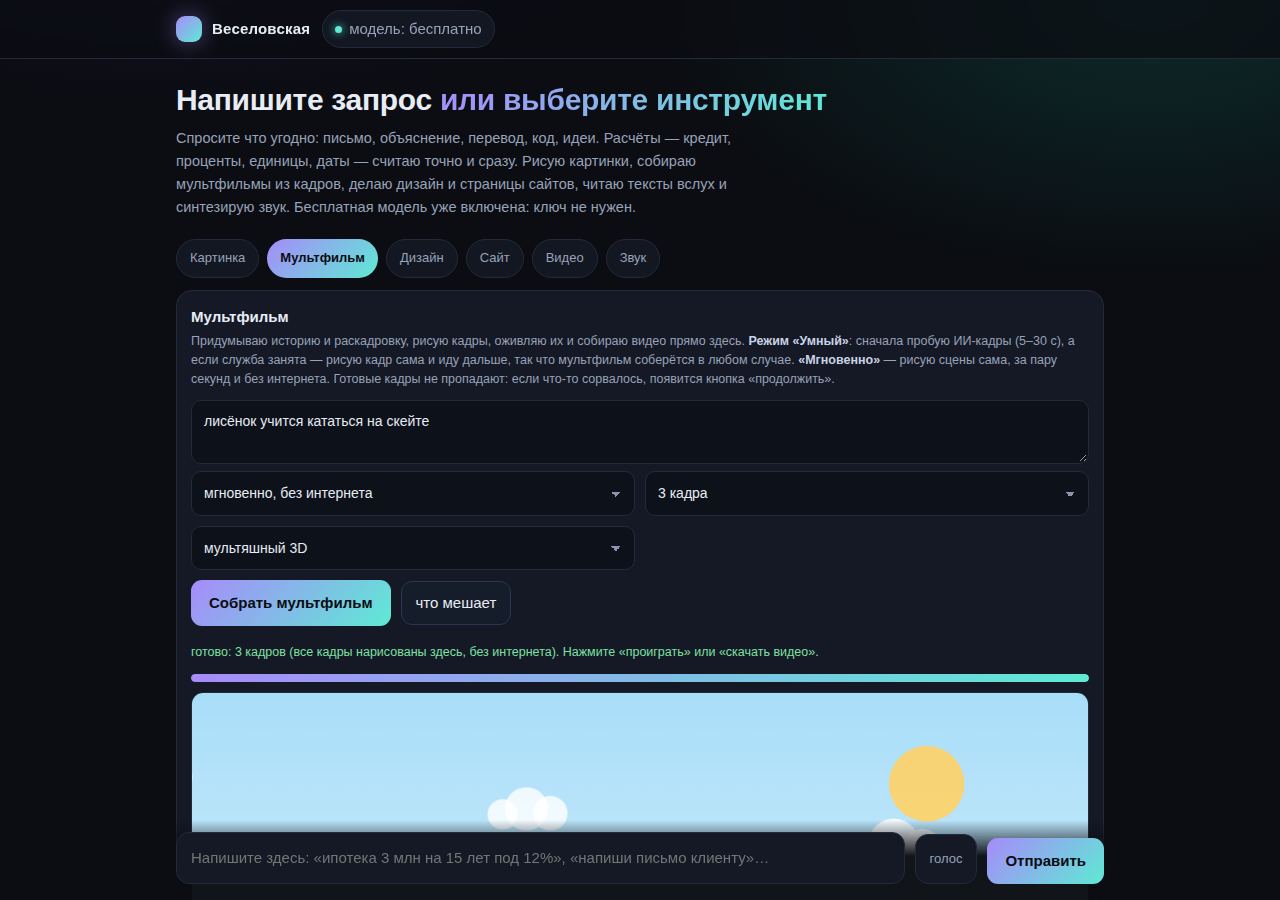 Веселовская
модель: бесплатно
Напишите запрос или выберите инструмент
Спросите что угодно: письмо, объяснение, перевод, код, идеи. Расчёты — кредит,
проценты, единицы, даты — считаю точно и сразу. Рисую картинки, собираю
мультфильмы из кадров, делаю дизайн и страницы сайтов, читаю тексты вслух и
синтезирую звук. Бесплатная модель уже включена: ключ не нужен.
Картинка
Мультфильм
Дизайн
Сайт
Видео
Звук
Мультфильм
Придумываю историю и раскадровку, рисую кадры, оживляю их и собираю видео прямо здесь. Режим «Умный»: сначала пробую ИИ-кадры (5–30 с), а
если служба занята — рисую кадр сама и иду дальше, так что мультфильм соберётся в любом случае. «Мгновенно» — рисую сцены сама, за пару
секунд и без интернета. Готовые кадры не пропадают: если что-то сорвалось, появится кнопка «продолжить».
лисёнок учится кататься на скейте
мгновенно, без интернета
3 кадра
мультяшный 3D
Собрать мультфильм
что мешает
готово: 3 кадров (все кадры нарисованы здесь, без интернета). Нажмите «проиграть» или «скачать видео».
Напишите здесь: «ипотека 3 млн на 15 лет под 12%», «напиши письмо клиенту»…
голос
Отправить